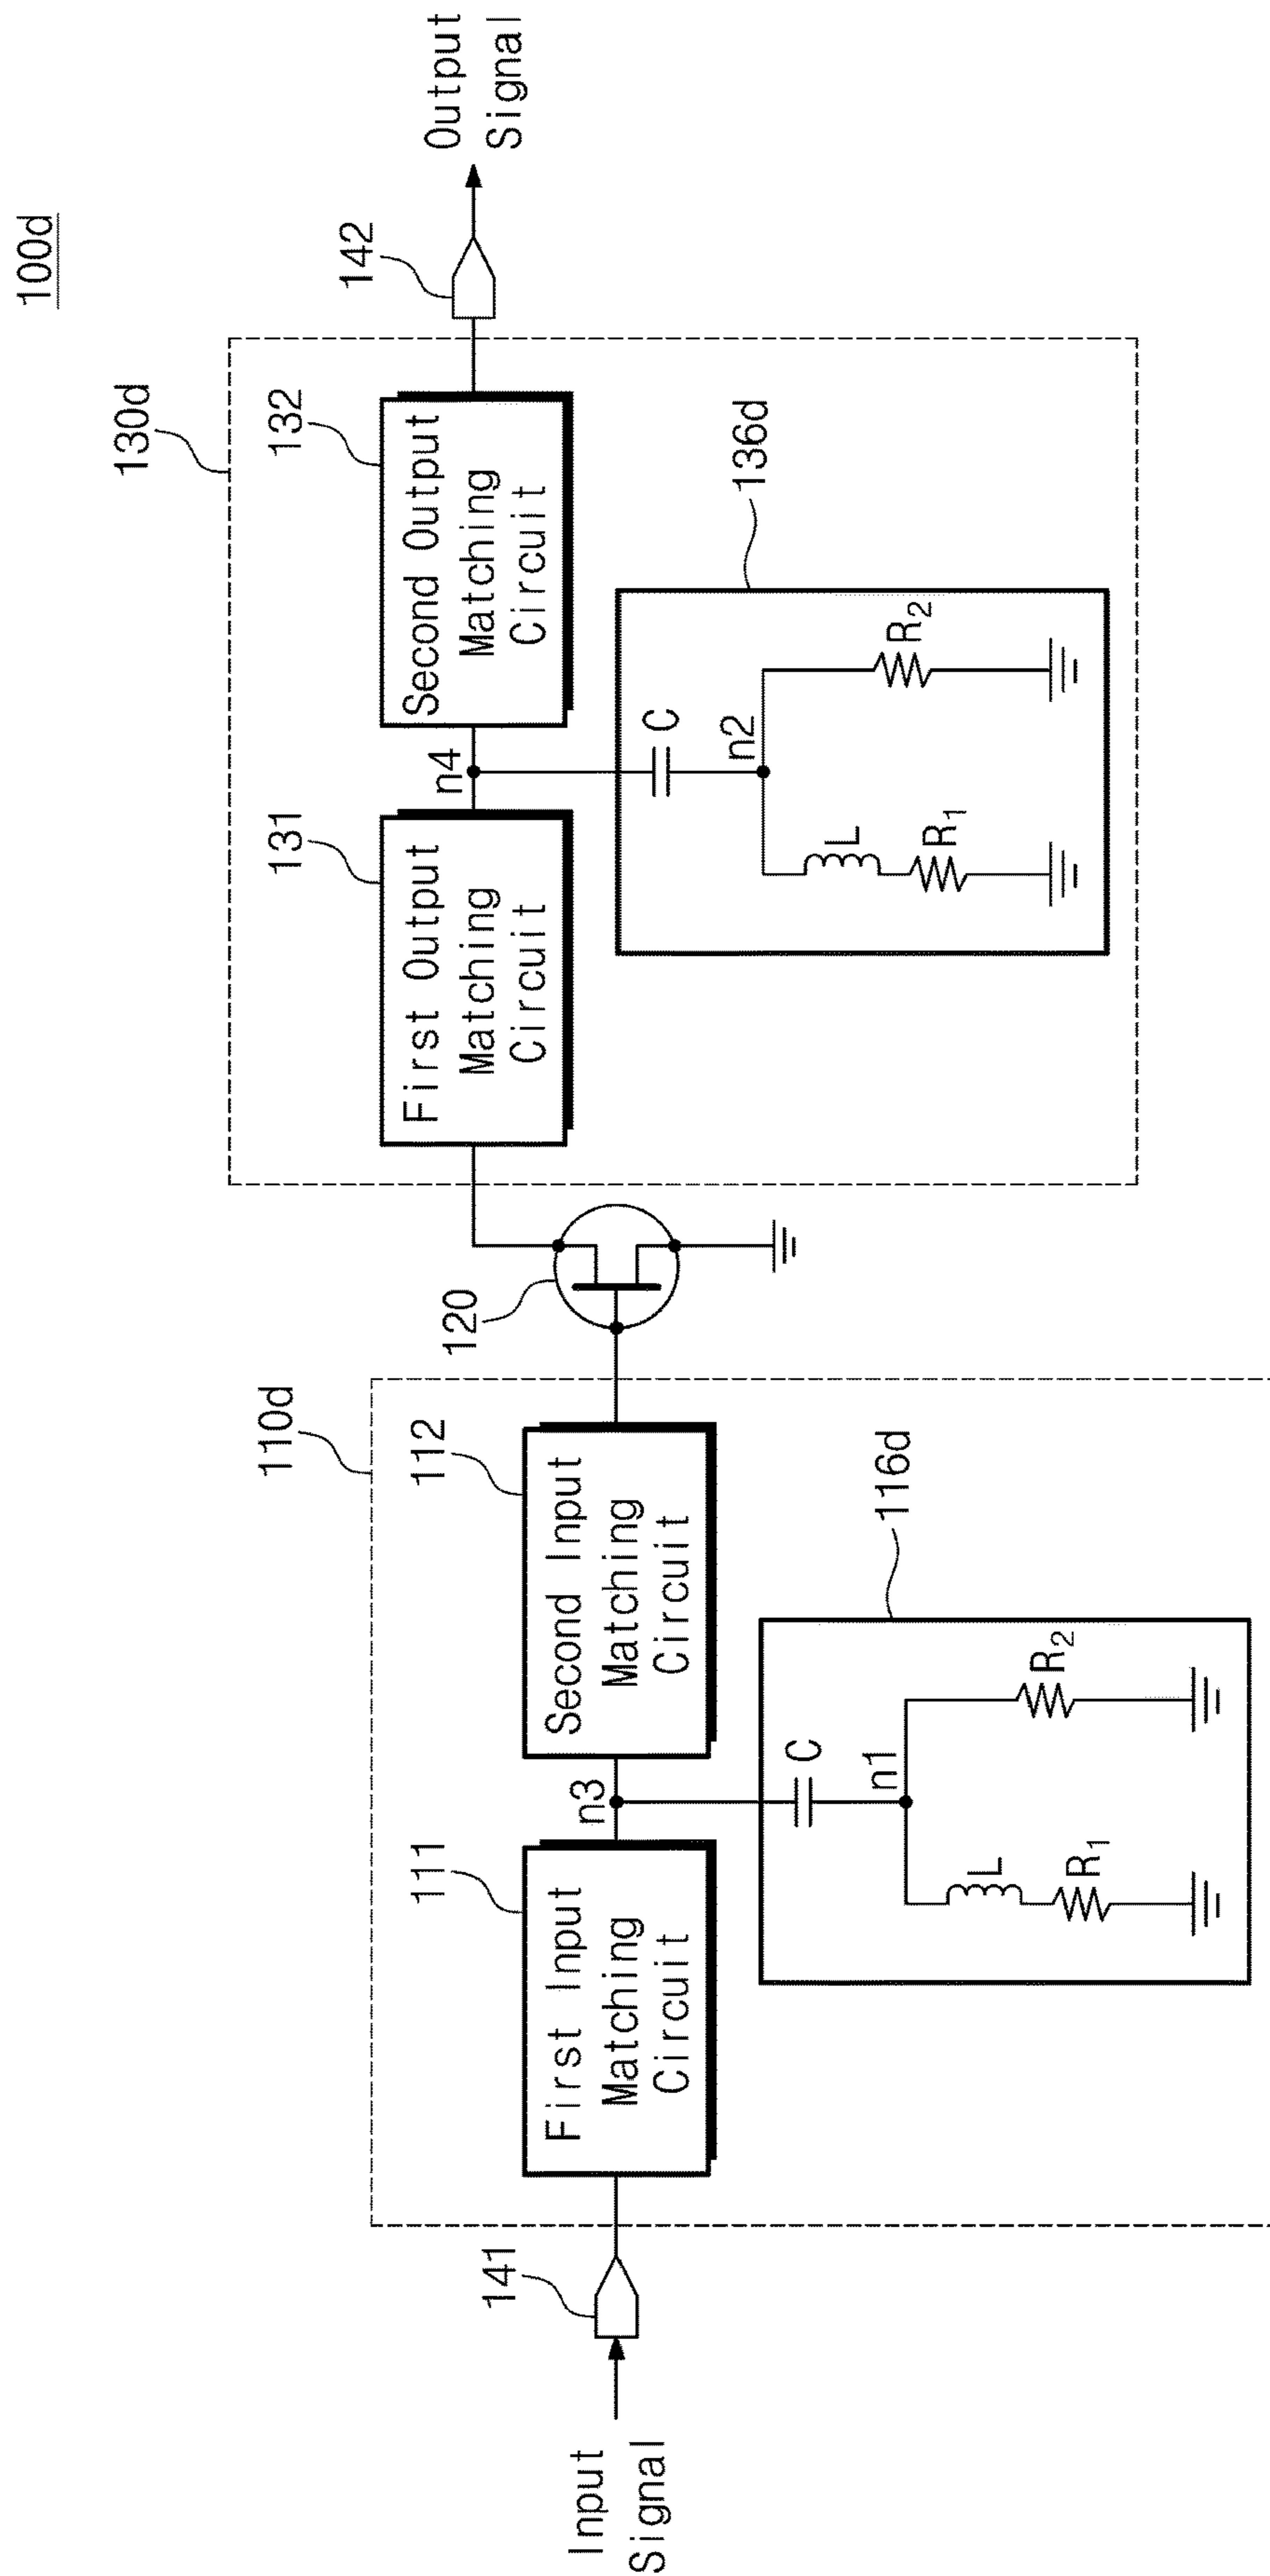 100d
110d
130d
Input
Signal
141
111
First Input
Matching
Circuit
n3
112
Second Input
Matching
Circuit
116d
C
n1
L
R1
R2
120
131
First Output
Matching
Circuit
n4
132
Second Output
Matching
Circuit
136d
C
n2
L
R1
R2
142
Output
Signal